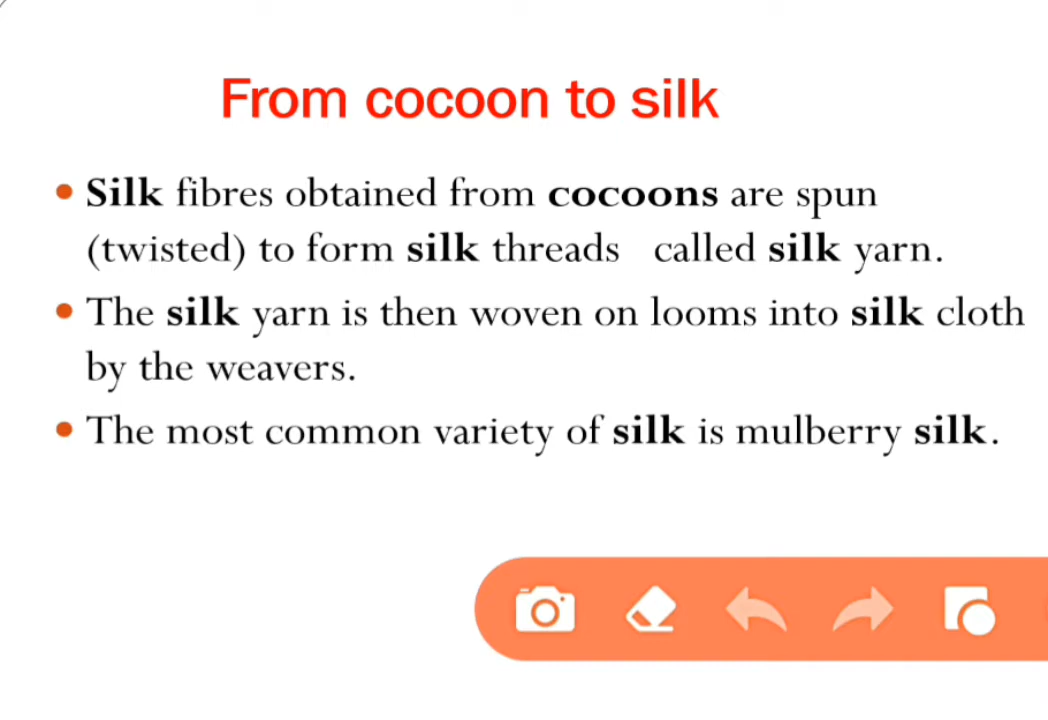 From cocoon to silk
• Silk fibres obtained from cocoons are spun
(twisted) to form silk threads called silk yarn.
• The silk yarn is then woven on looms into silk cloth
by the weavers.
• The most common variety of silk is mulberry silk.